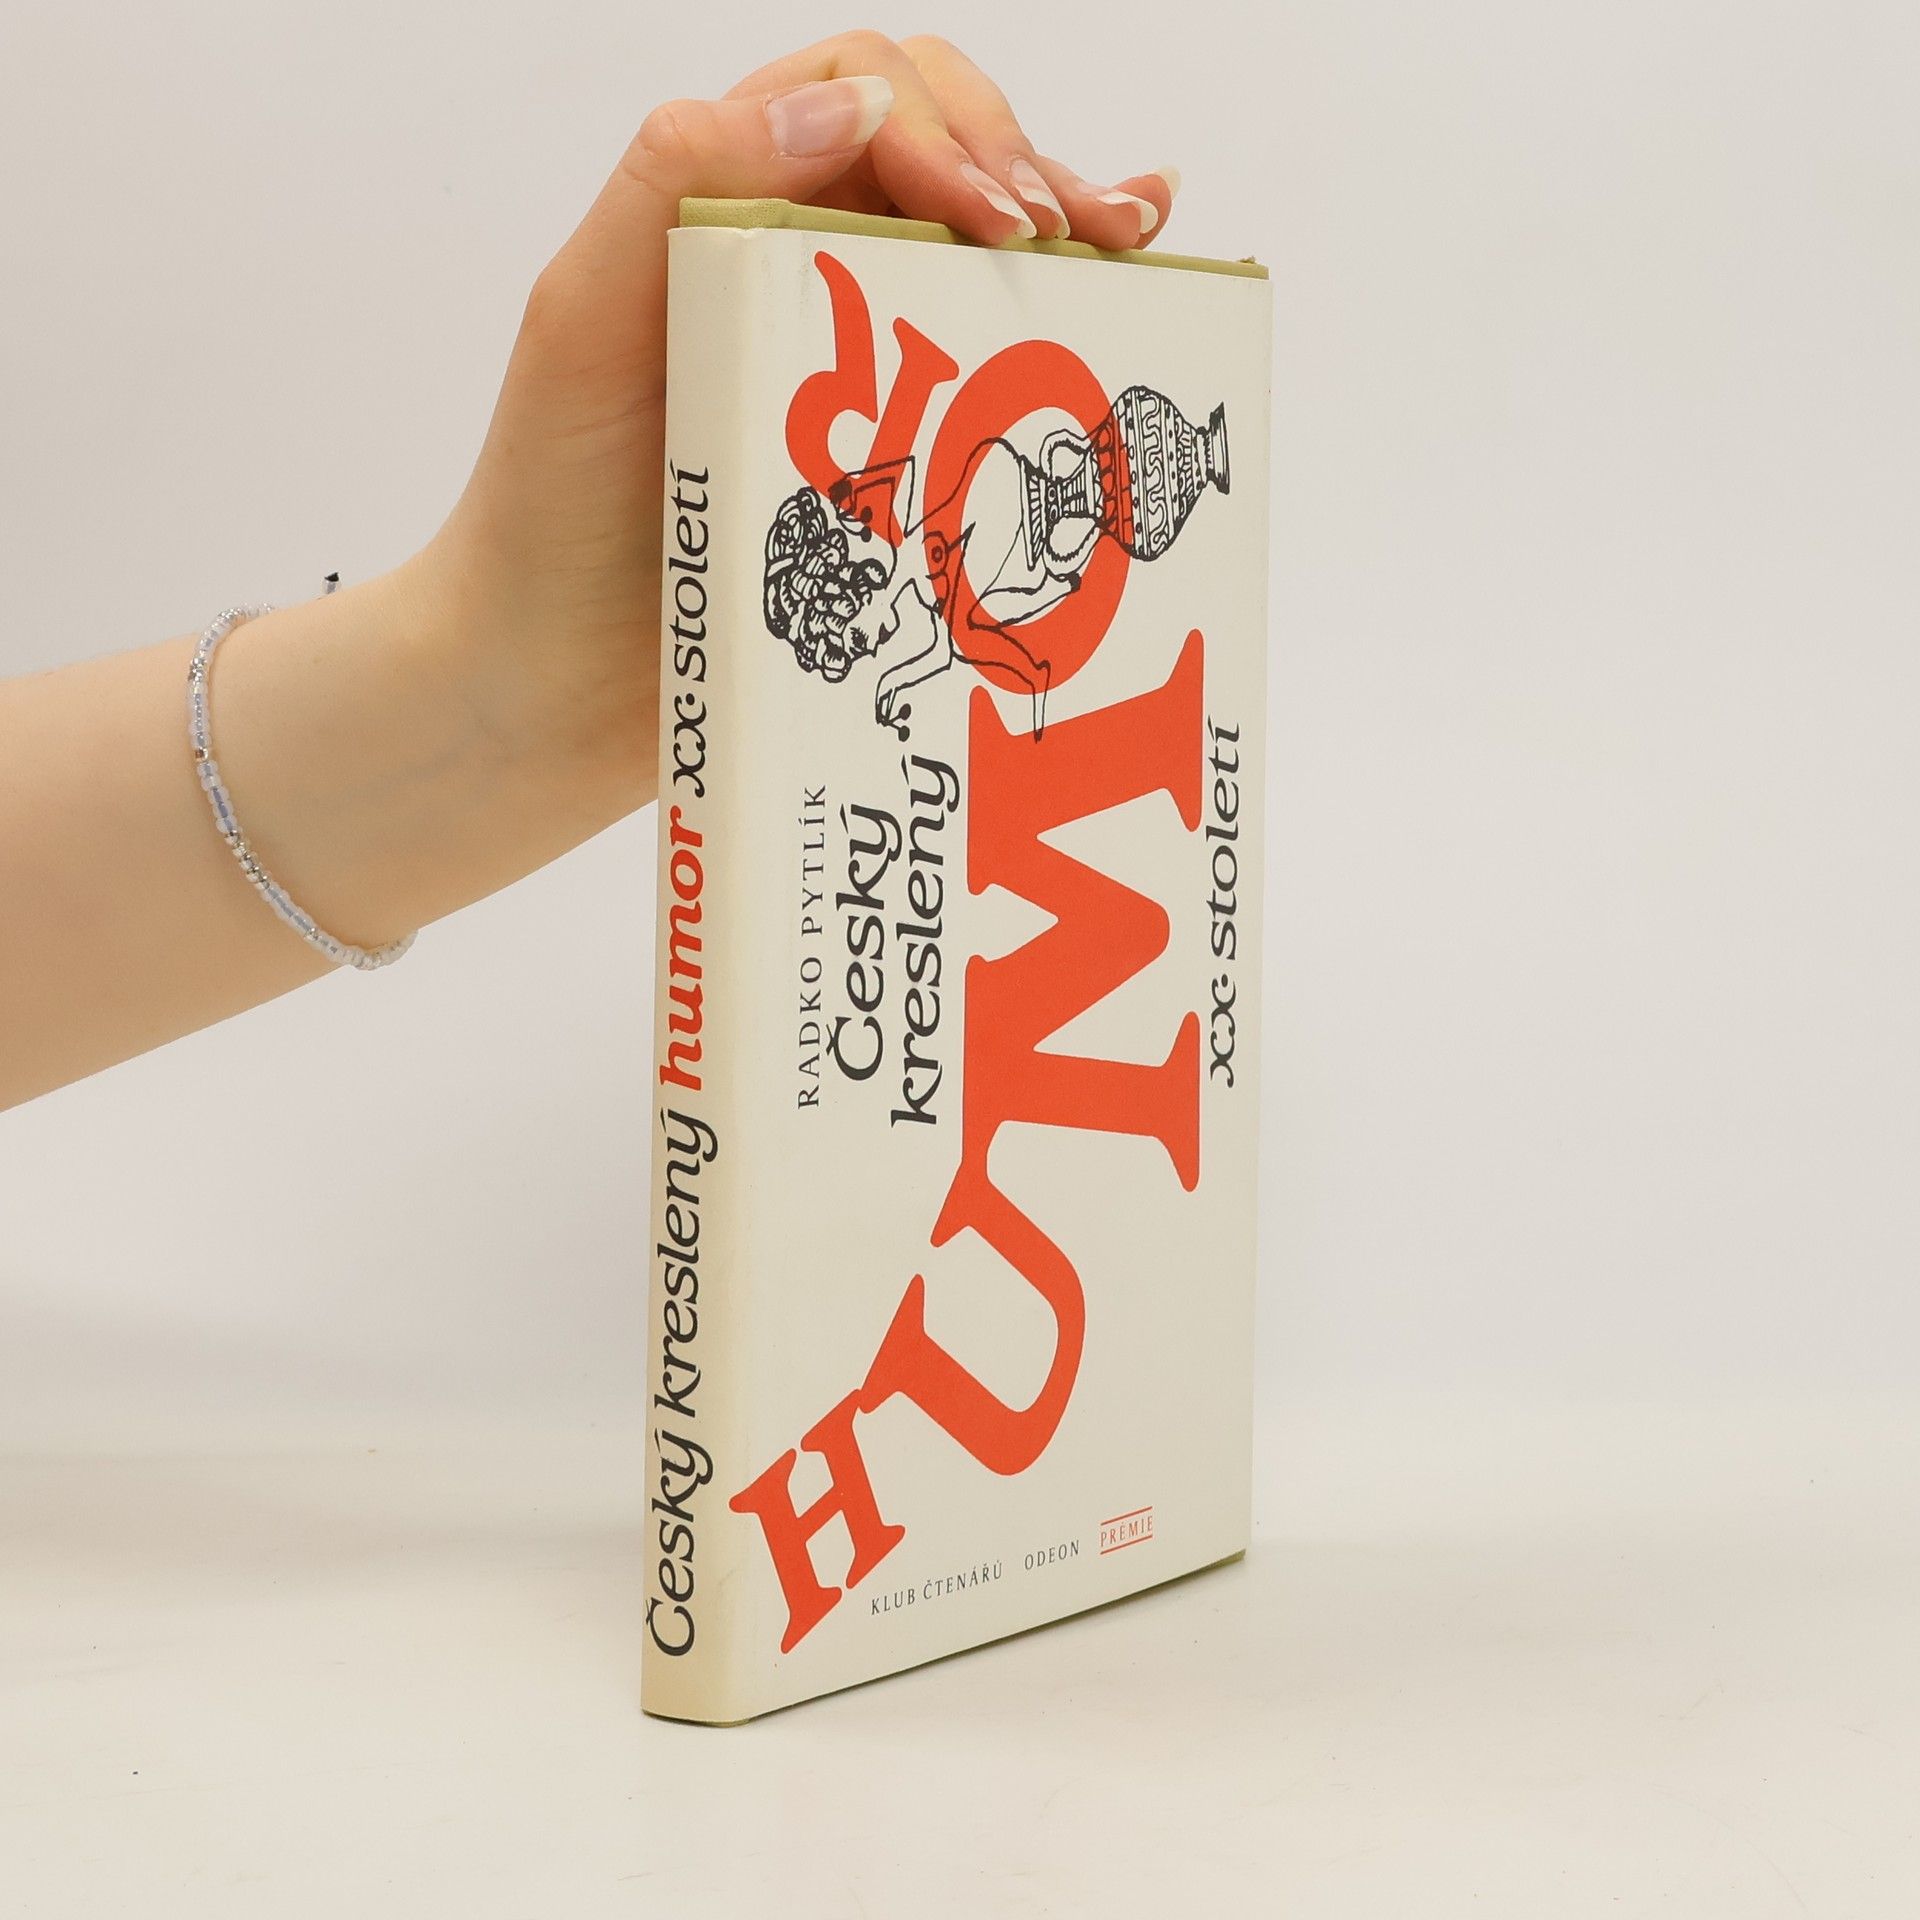 Český kreslený humor xx. století
RADKO PYTLÍK
Český
kreslený
HUMOR
xx. století
KLUB ČTENÁŘŮ ODEON PRÉMIE